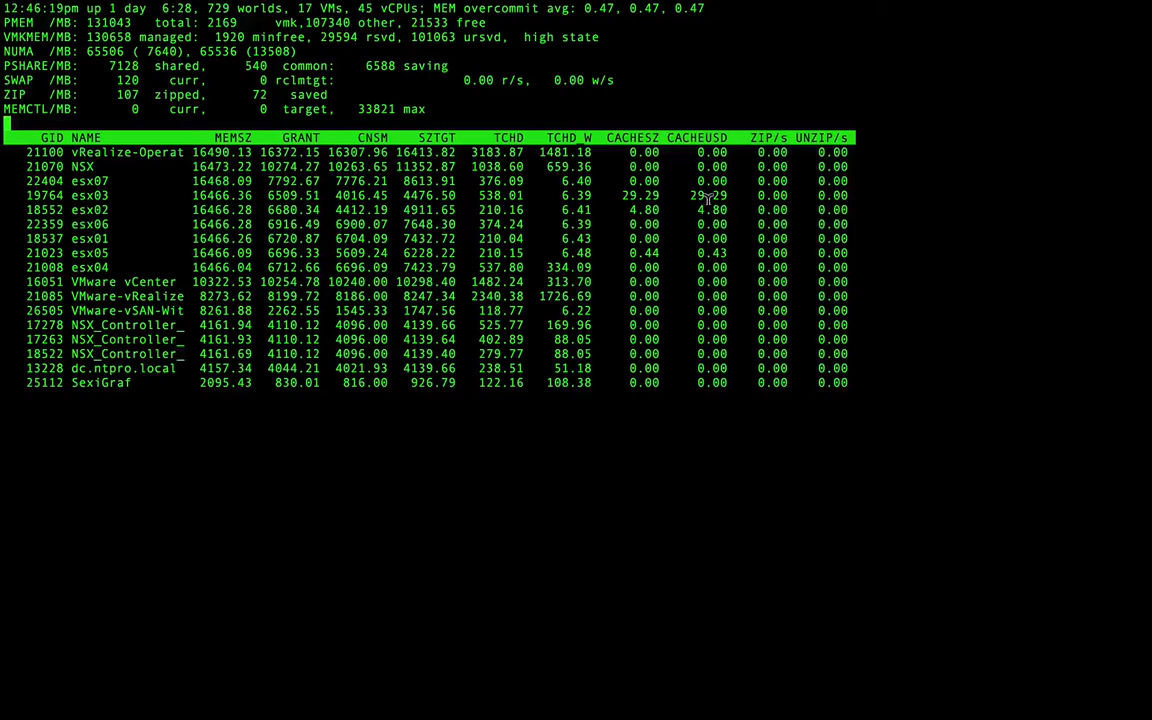 12:46:19pm up 1 day  6:28, 729 worlds, 17 VMs, 45 vCPUs; MEM overcommit avg: 0.47, 0.47, 0.47
PMEM  /MB: 131043   total: 2169     vmk,107340 other, 21533 free
VMKMEM/MB: 130658 managed:  1920 minfree, 29594 rsvd, 101063 ursvd,  high state
NUMA  /MB: 65506 ( 7640), 65536 (13508)
PSHARE/MB:    7128  shared,     540  common:    6588 saving
SWAP  /MB:     120    curr,       0 rclmtgt:                 0.00 r/s,   0.00 w/s
ZIP   /MB:     107  zipped,      72   saved
MEMCTL/MB:       0    curr,       0  target,   33821 max
GID NAME MEMSZ GRANT CNSM SZTGT TCHD TCHD_W CACHESZ CACHEUSD ZIP/s UNZIP/s
21100 vRealize-Operat 16490.13 16372.15 16307.96 16413.82 3183.87 1481.18 0.00 0.00 0.00 0.00
21070 NSX 16473.22 10274.27 10263.65 11352.87 1038.60 659.36 0.00 0.00 0.00 0.00
22404 esx07 16468.09 7792.67 7776.21 8613.91 376.09 6.40 0.00 0.00 0.00 0.00
19764 esx03 16466.36 6509.51 4016.45 4476.50 538.01 6.39 29.29 29.29 0.00 0.00
18552 esx02 16466.28 6680.34 4412.19 4911.65 210.16 6.41 4.80 4.80 0.00 0.00
22359 esx06 16466.28 6916.49 6900.07 7648.30 374.24 6.39 0.00 0.00 0.00 0.00
18537 esx01 16466.26 6720.87 6704.09 7432.72 210.04 6.43 0.00 0.00 0.00 0.00
21023 esx05 16466.09 6696.33 5609.24 6228.22 210.15 6.48 0.44 0.43 0.00 0.00
21008 esx04 16466.04 6712.66 6696.09 7423.79 537.80 334.09 0.00 0.00 0.00 0.00
16051 VMware vCenter 10322.53 10254.78 10240.00 10298.40 1482.24 313.70 0.00 0.00 0.00 0.00
21085 VMware-vRealize 8273.62 8199.72 8186.00 8247.34 2340.38 1726.69 0.00 0.00 0.00 0.00
26505 VMware-vSAN-Wit 8261.88 2262.55 1545.33 1747.56 118.77 6.22 0.00 0.00 0.00 0.00
17278 NSX_Controller_ 4161.94 4110.12 4096.00 4139.66 525.77 169.96 0.00 0.00 0.00 0.00
17263 NSX_Controller_ 4161.93 4110.12 4096.00 4139.64 402.89 88.05 0.00 0.00 0.00 0.00
18522 NSX_Controller_ 4161.69 4110.12 4096.00 4139.40 279.77 88.05 0.00 0.00 0.00 0.00
13228 dc.ntpro.local 4157.34 4044.21 4021.93 4139.66 238.51 51.18 0.00 0.00 0.00 0.00
25112 SexiGraf 2095.43 830.01 816.00 926.79 122.16 108.38 0.00 0.00 0.00 0.00